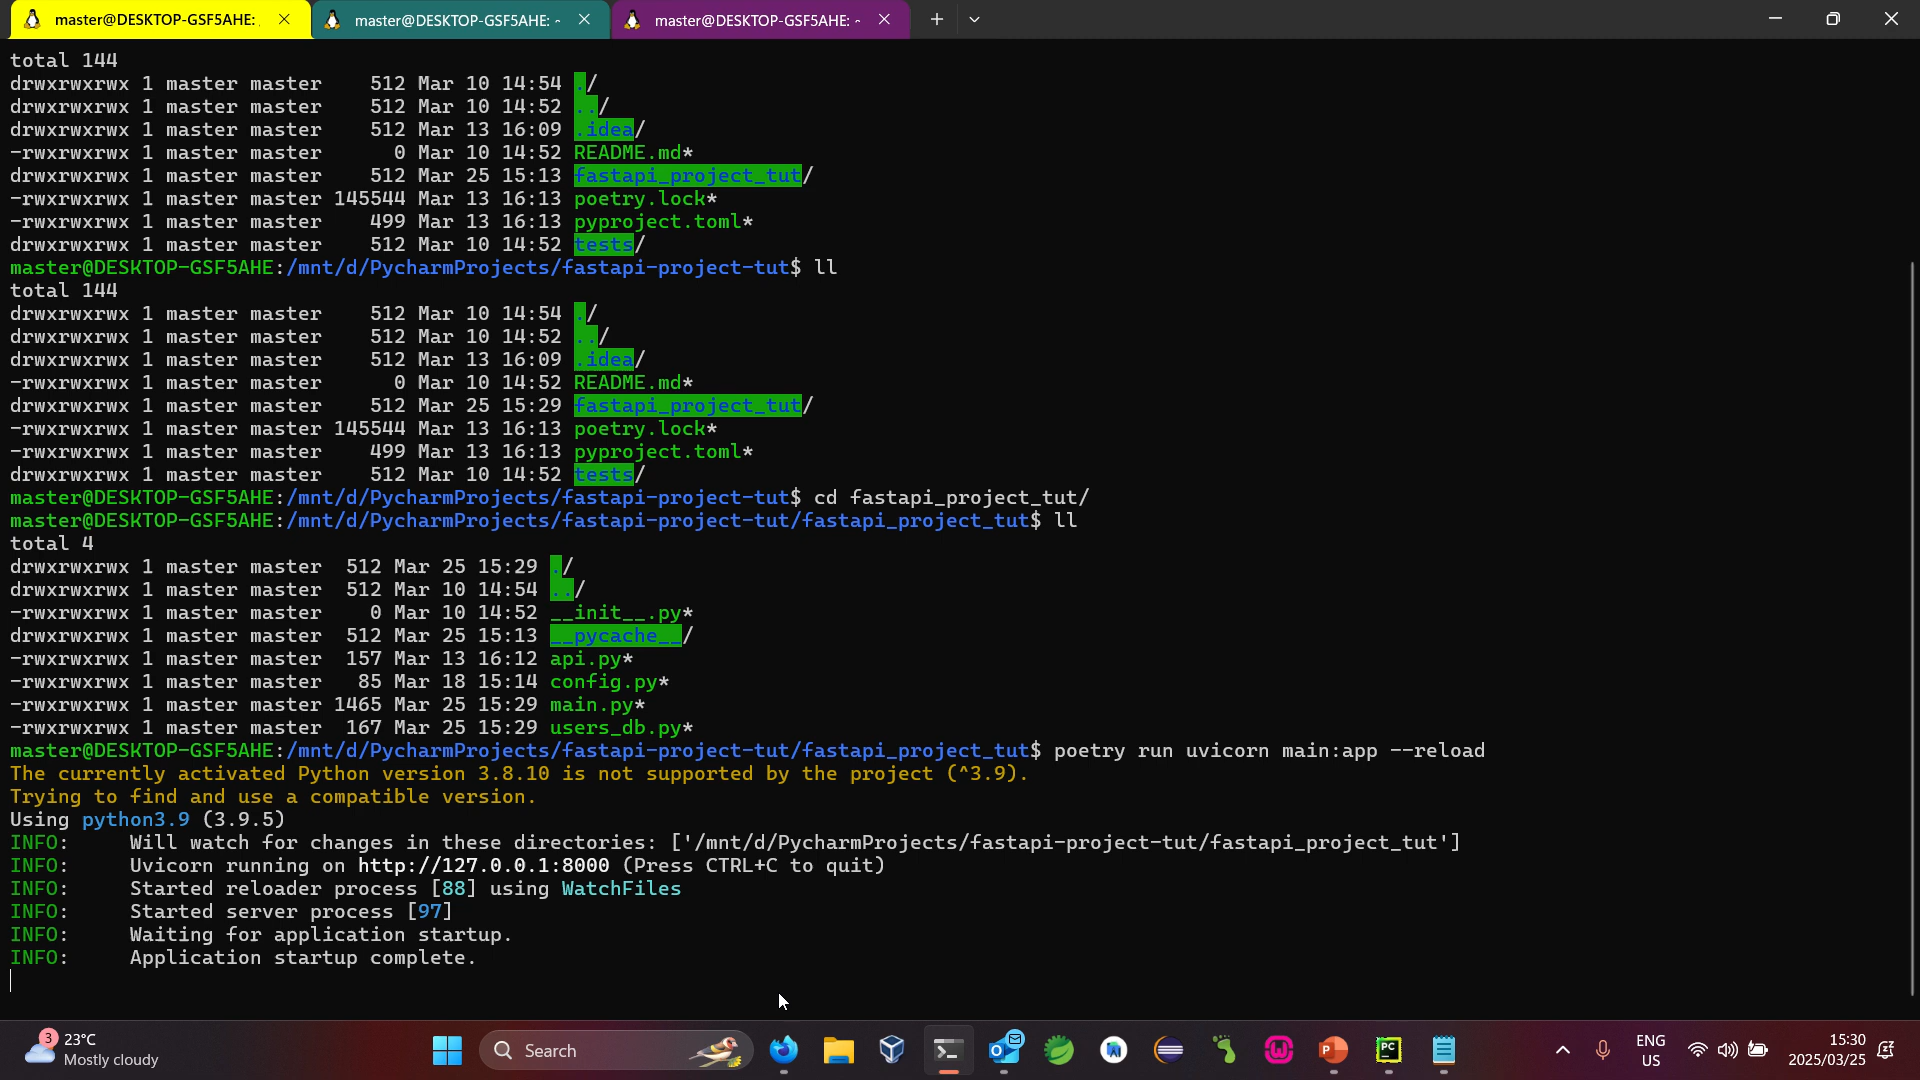 master@DESKTOP-GSF5AHE: ~
master@DESKTOP-GSF5AHE: ~
master@DESKTOP-GSF5AHE: ~
total 144
drwxrwxrwx 1 master master    512 Mar 10 14:54 ./
drwxrwxrwx 1 master master    512 Mar 10 14:52 ../
drwxrwxrwx 1 master master    512 Mar 13 16:09 .idea/
-rwxrwxrwx 1 master master      0 Mar 10 14:52 README.md*
drwxrwxrwx 1 master master    512 Mar 25 15:13 fastapi_project_tut/
-rwxrwxrwx 1 master master 145544 Mar 13 16:13 poetry.lock*
-rwxrwxrwx 1 master master    499 Mar 13 16:13 pyproject.toml*
drwxrwxrwx 1 master master    512 Mar 10 14:52 tests/
master@DESKTOP-GSF5AHE:/mnt/d/PycharmProjects/fastapi-project-tut$ ll
total 144
drwxrwxrwx 1 master master    512 Mar 10 14:54 ./
drwxrwxrwx 1 master master    512 Mar 10 14:52 ../
drwxrwxrwx 1 master master    512 Mar 13 16:09 .idea/
-rwxrwxrwx 1 master master      0 Mar 10 14:52 README.md*
drwxrwxrwx 1 master master    512 Mar 25 15:29 fastapi_project_tut/
-rwxrwxrwx 1 master master 145544 Mar 13 16:13 poetry.lock*
-rwxrwxrwx 1 master master    499 Mar 13 16:13 pyproject.toml*
drwxrwxrwx 1 master master    512 Mar 10 14:52 tests/
master@DESKTOP-GSF5AHE:/mnt/d/PycharmProjects/fastapi-project-tut$ cd fastapi_project_tut/
master@DESKTOP-GSF5AHE:/mnt/d/PycharmProjects/fastapi-project-tut/fastapi_project_tut$ ll
total 4
drwxrwxrwx 1 master master  512 Mar 25 15:29 ./
drwxrwxrwx 1 master master  512 Mar 10 14:54 ../
-rwxrwxrwx 1 master master    0 Mar 10 14:52 __init__.py*
drwxrwxrwx 1 master master  512 Mar 25 15:13 __pycache__/
-rwxrwxrwx 1 master master  157 Mar 13 16:12 api.py*
-rwxrwxrwx 1 master master   85 Mar 18 15:14 config.py*
-rwxrwxrwx 1 master master 1465 Mar 25 15:29 main.py*
-rwxrwxrwx 1 master master  167 Mar 25 15:29 users_db.py*
master@DESKTOP-GSF5AHE:/mnt/d/PycharmProjects/fastapi-project-tut/fastapi_project_tut$ poetry run uvicorn main:app --reload
The currently activated Python version 3.8.10 is not supported by the project (^3.9).
Trying to find and use a compatible version.
Using python3.9 (3.9.5)
INFO:     Will watch for changes in these directories: ['/mnt/d/PycharmProjects/fastapi-project-tut/fastapi_project_tut']
INFO:     Uvicorn running on http://127.0.0.1:8000 (Press CTRL+C to quit)
INFO:     Started reloader process [88] using WatchFiles
INFO:     Started server process [97]
INFO:     Waiting for application startup.
INFO:     Application startup complete.
3
23°C
Mostly cloudy
Search
ENG
US
15:30
2025/03/25